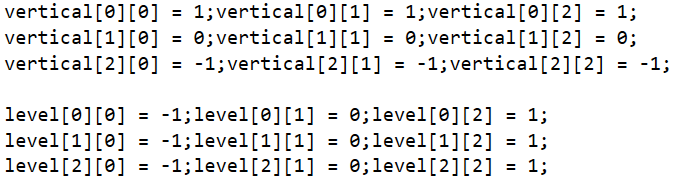 vertical[0][0] = 1;vertical[0][1] = 1;vertical[0][2] = 1;
vertical[1][0] = 0;vertical[1][1] = 0;vertical[1][2] = 0;
vertical[2][0] = -1;vertical[2][1] = -1;vertical[2][2] = -1;
level[0][0] = -1;level[0][1] = 0;level[0][2] = 1;
level[1][0] = -1;level[1][1] = 0;level[1][2] = 1;
level[2][0] = -1;level[2][1] = 0;level[2][2] = 1;